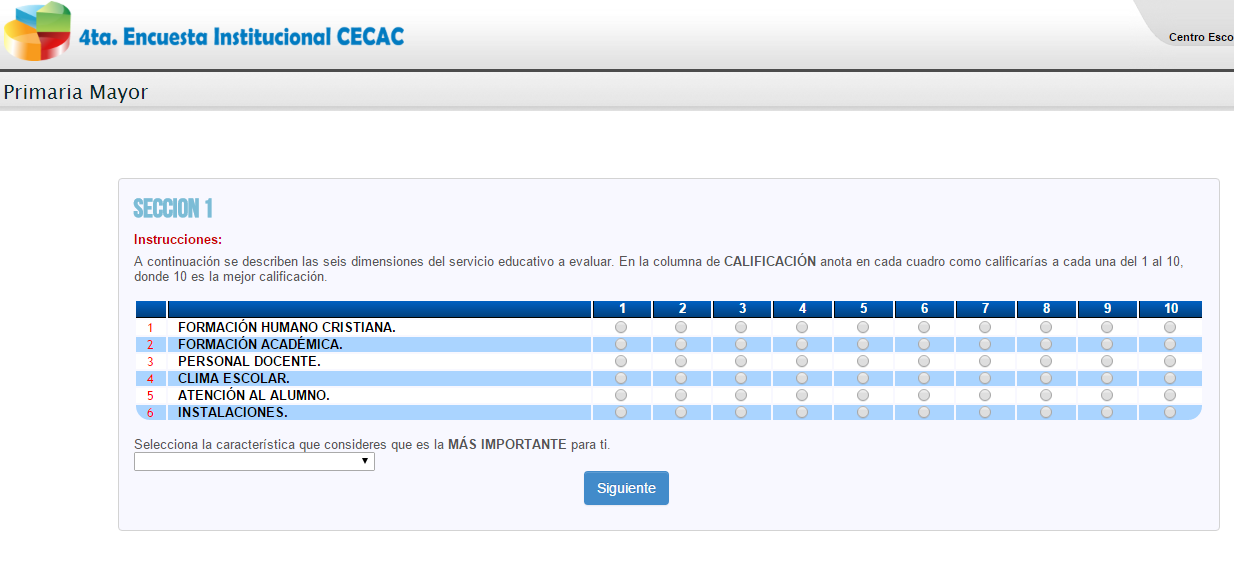 4ta. Encuesta Institucional CECAC
Centro Esco
Primaria Mayor
SECCION 1
Instrucciones:
A continuación se describen las seis dimensiones del servicio educativo a evaluar. En la columna de CALIFICACIÓN anota en cada cuadro como calificarías a cada una del 1 al 10,
donde 10 es la mejor calificación.
1 2 3 4 5 6 7 8 9 10
1 FORMACIÓN HUMANO CRISTIANA.
2 FORMACIÓN ACADÉMICA.
3 PERSONAL DOCENTE.
4 CLIMA ESCOLAR.
5 ATENCIÓN AL ALUMNO.
6 INSTALACIONES.
Selecciona la característica que consideres que es la MÁS IMPORTANTE para ti.
Siguiente